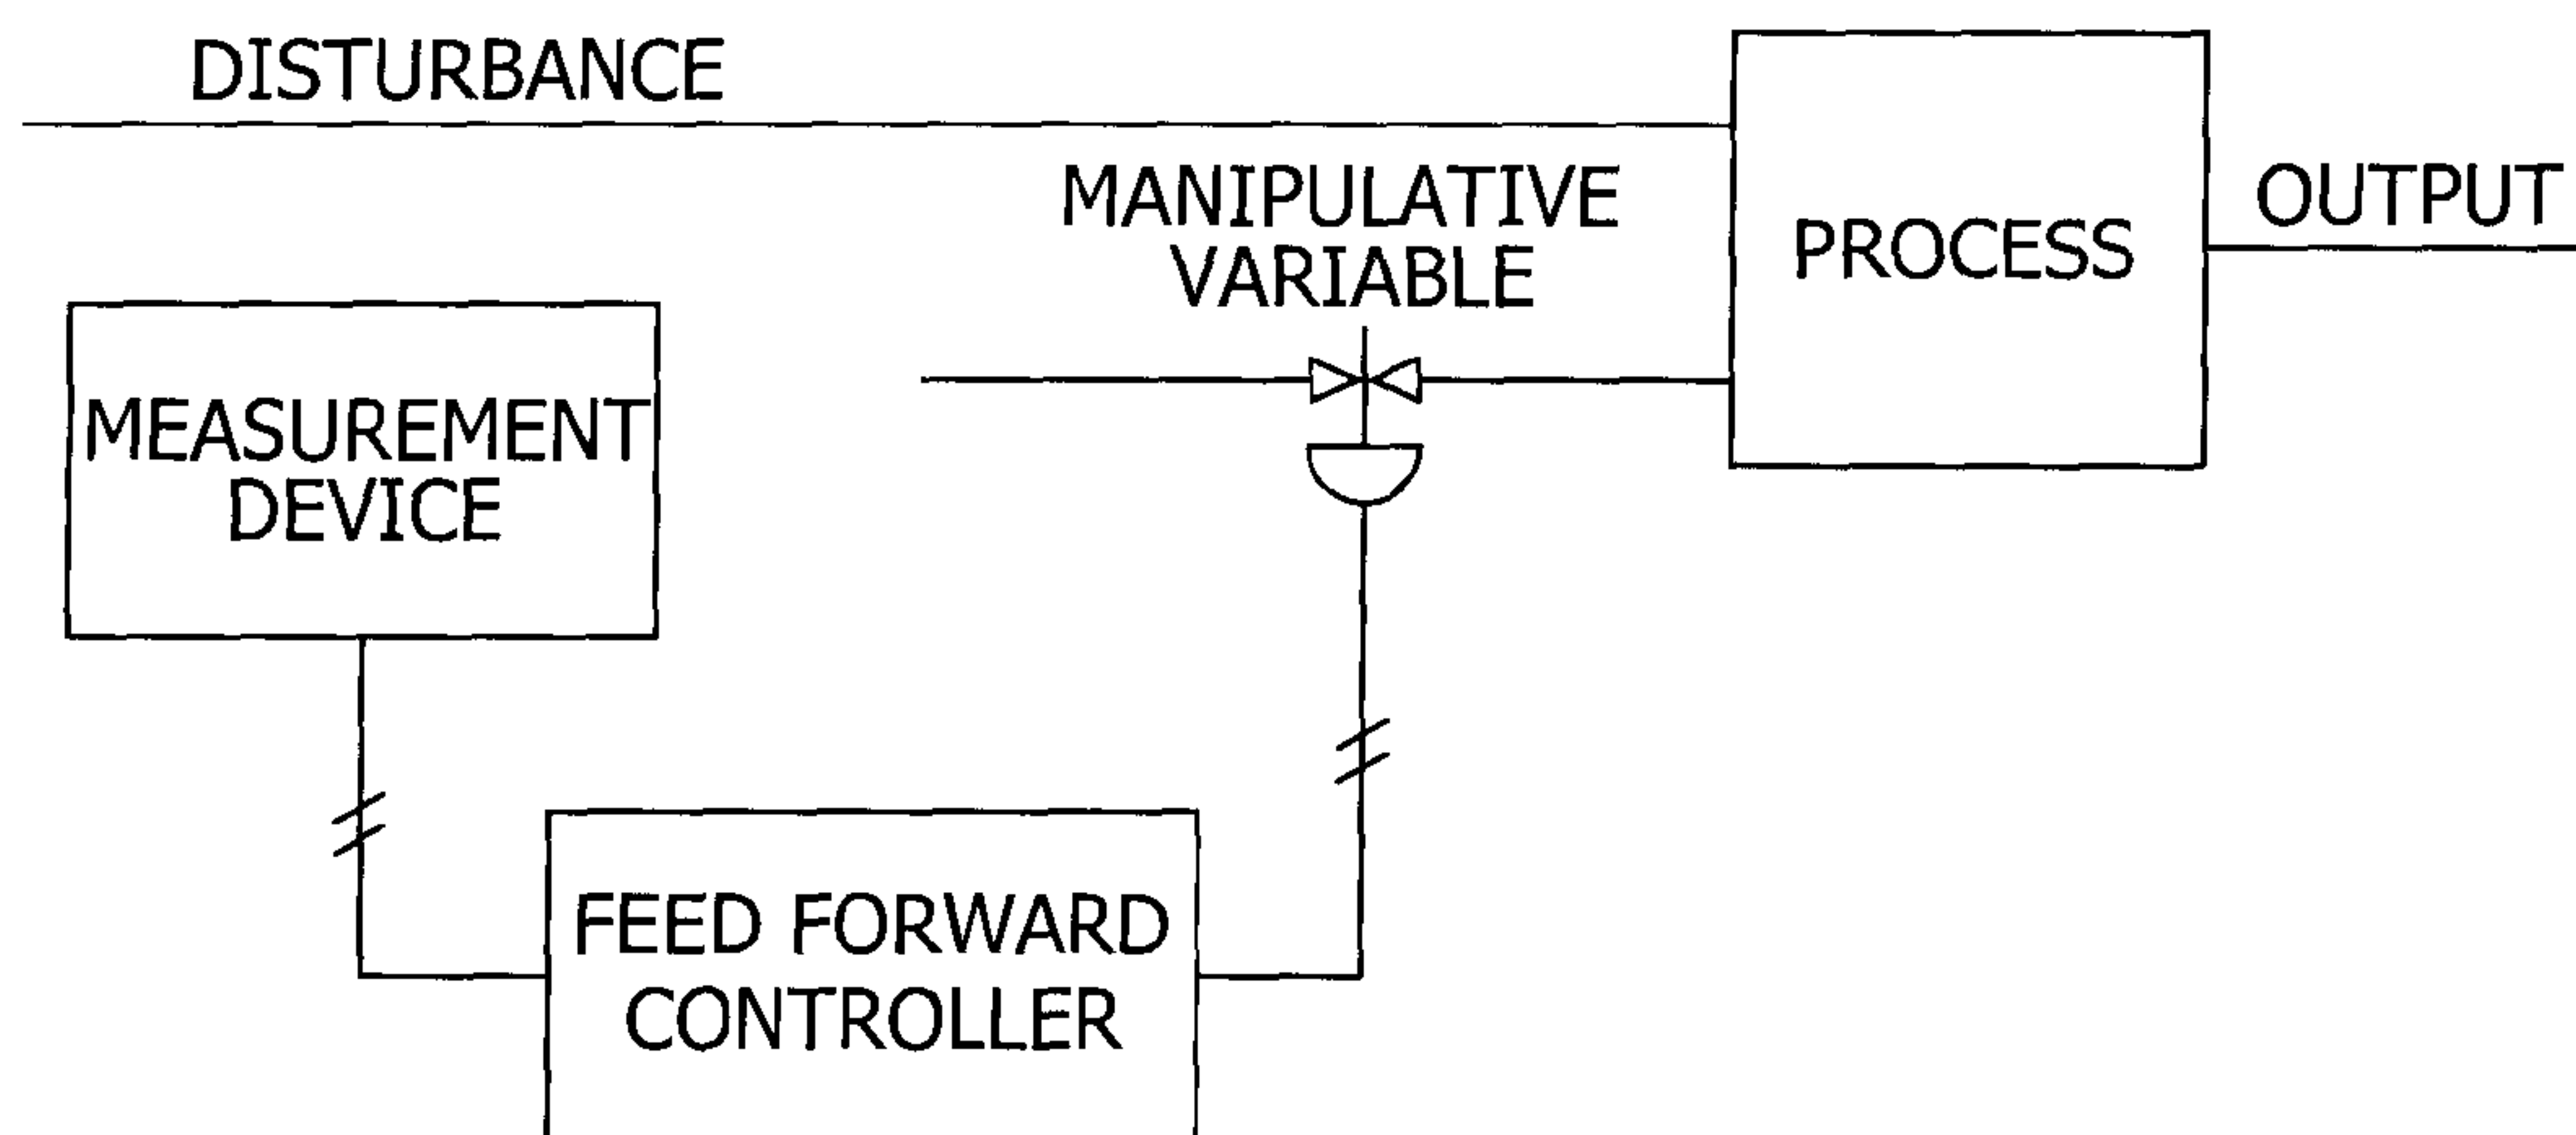 DISTURBANCE
MANIPULATIVE
VARIABLE
PROCESS
OUTPUT
MEASUREMENT
DEVICE
FEED FORWARD
CONTROLLER